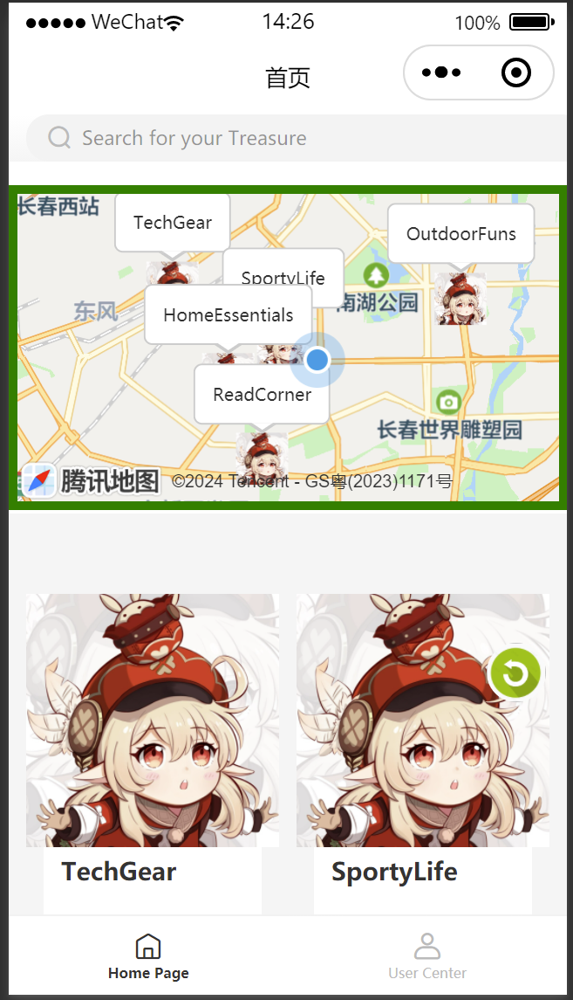 WeChat 14:26 100%
首页
Search for your Treasure
长春西站
TechGear
OutdoorFuns
SportyLife
南湖公园
东风
HomeEssentials
ReadCorner
长春世界雕塑园
腾讯地图 ©2024 Tencent - GS粤(2023)1171号
TechGear SportyLife
Home Page User Center